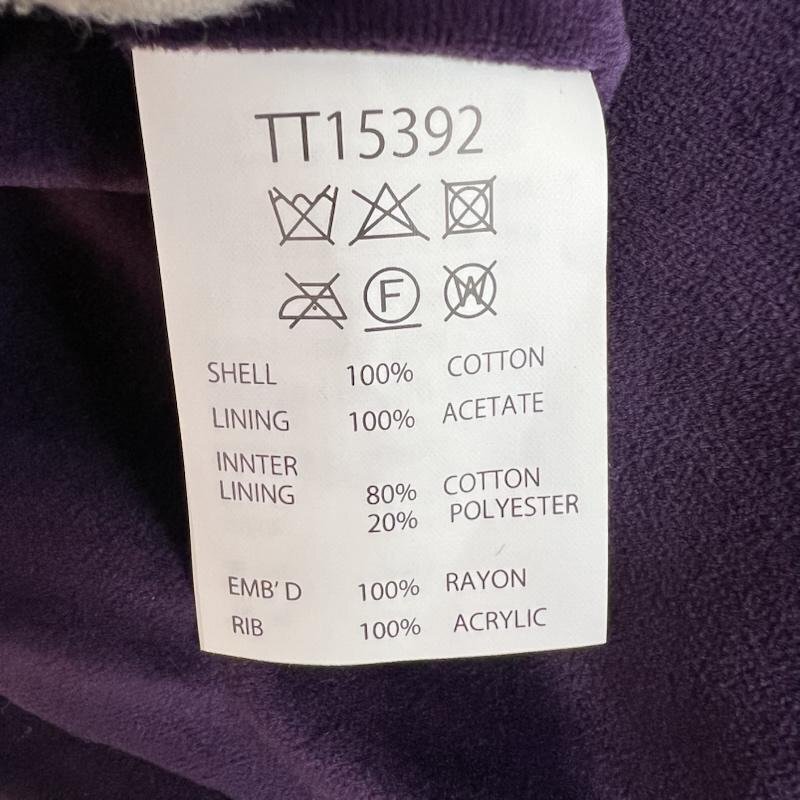 TT15392
F W
SHELL 100% COTTON
LINING 100% ACETATE
INNTER
LINING 80% COTTON
20% POLYESTER
EMB' D 100% RAYON
RIB 100% ACRYLIC